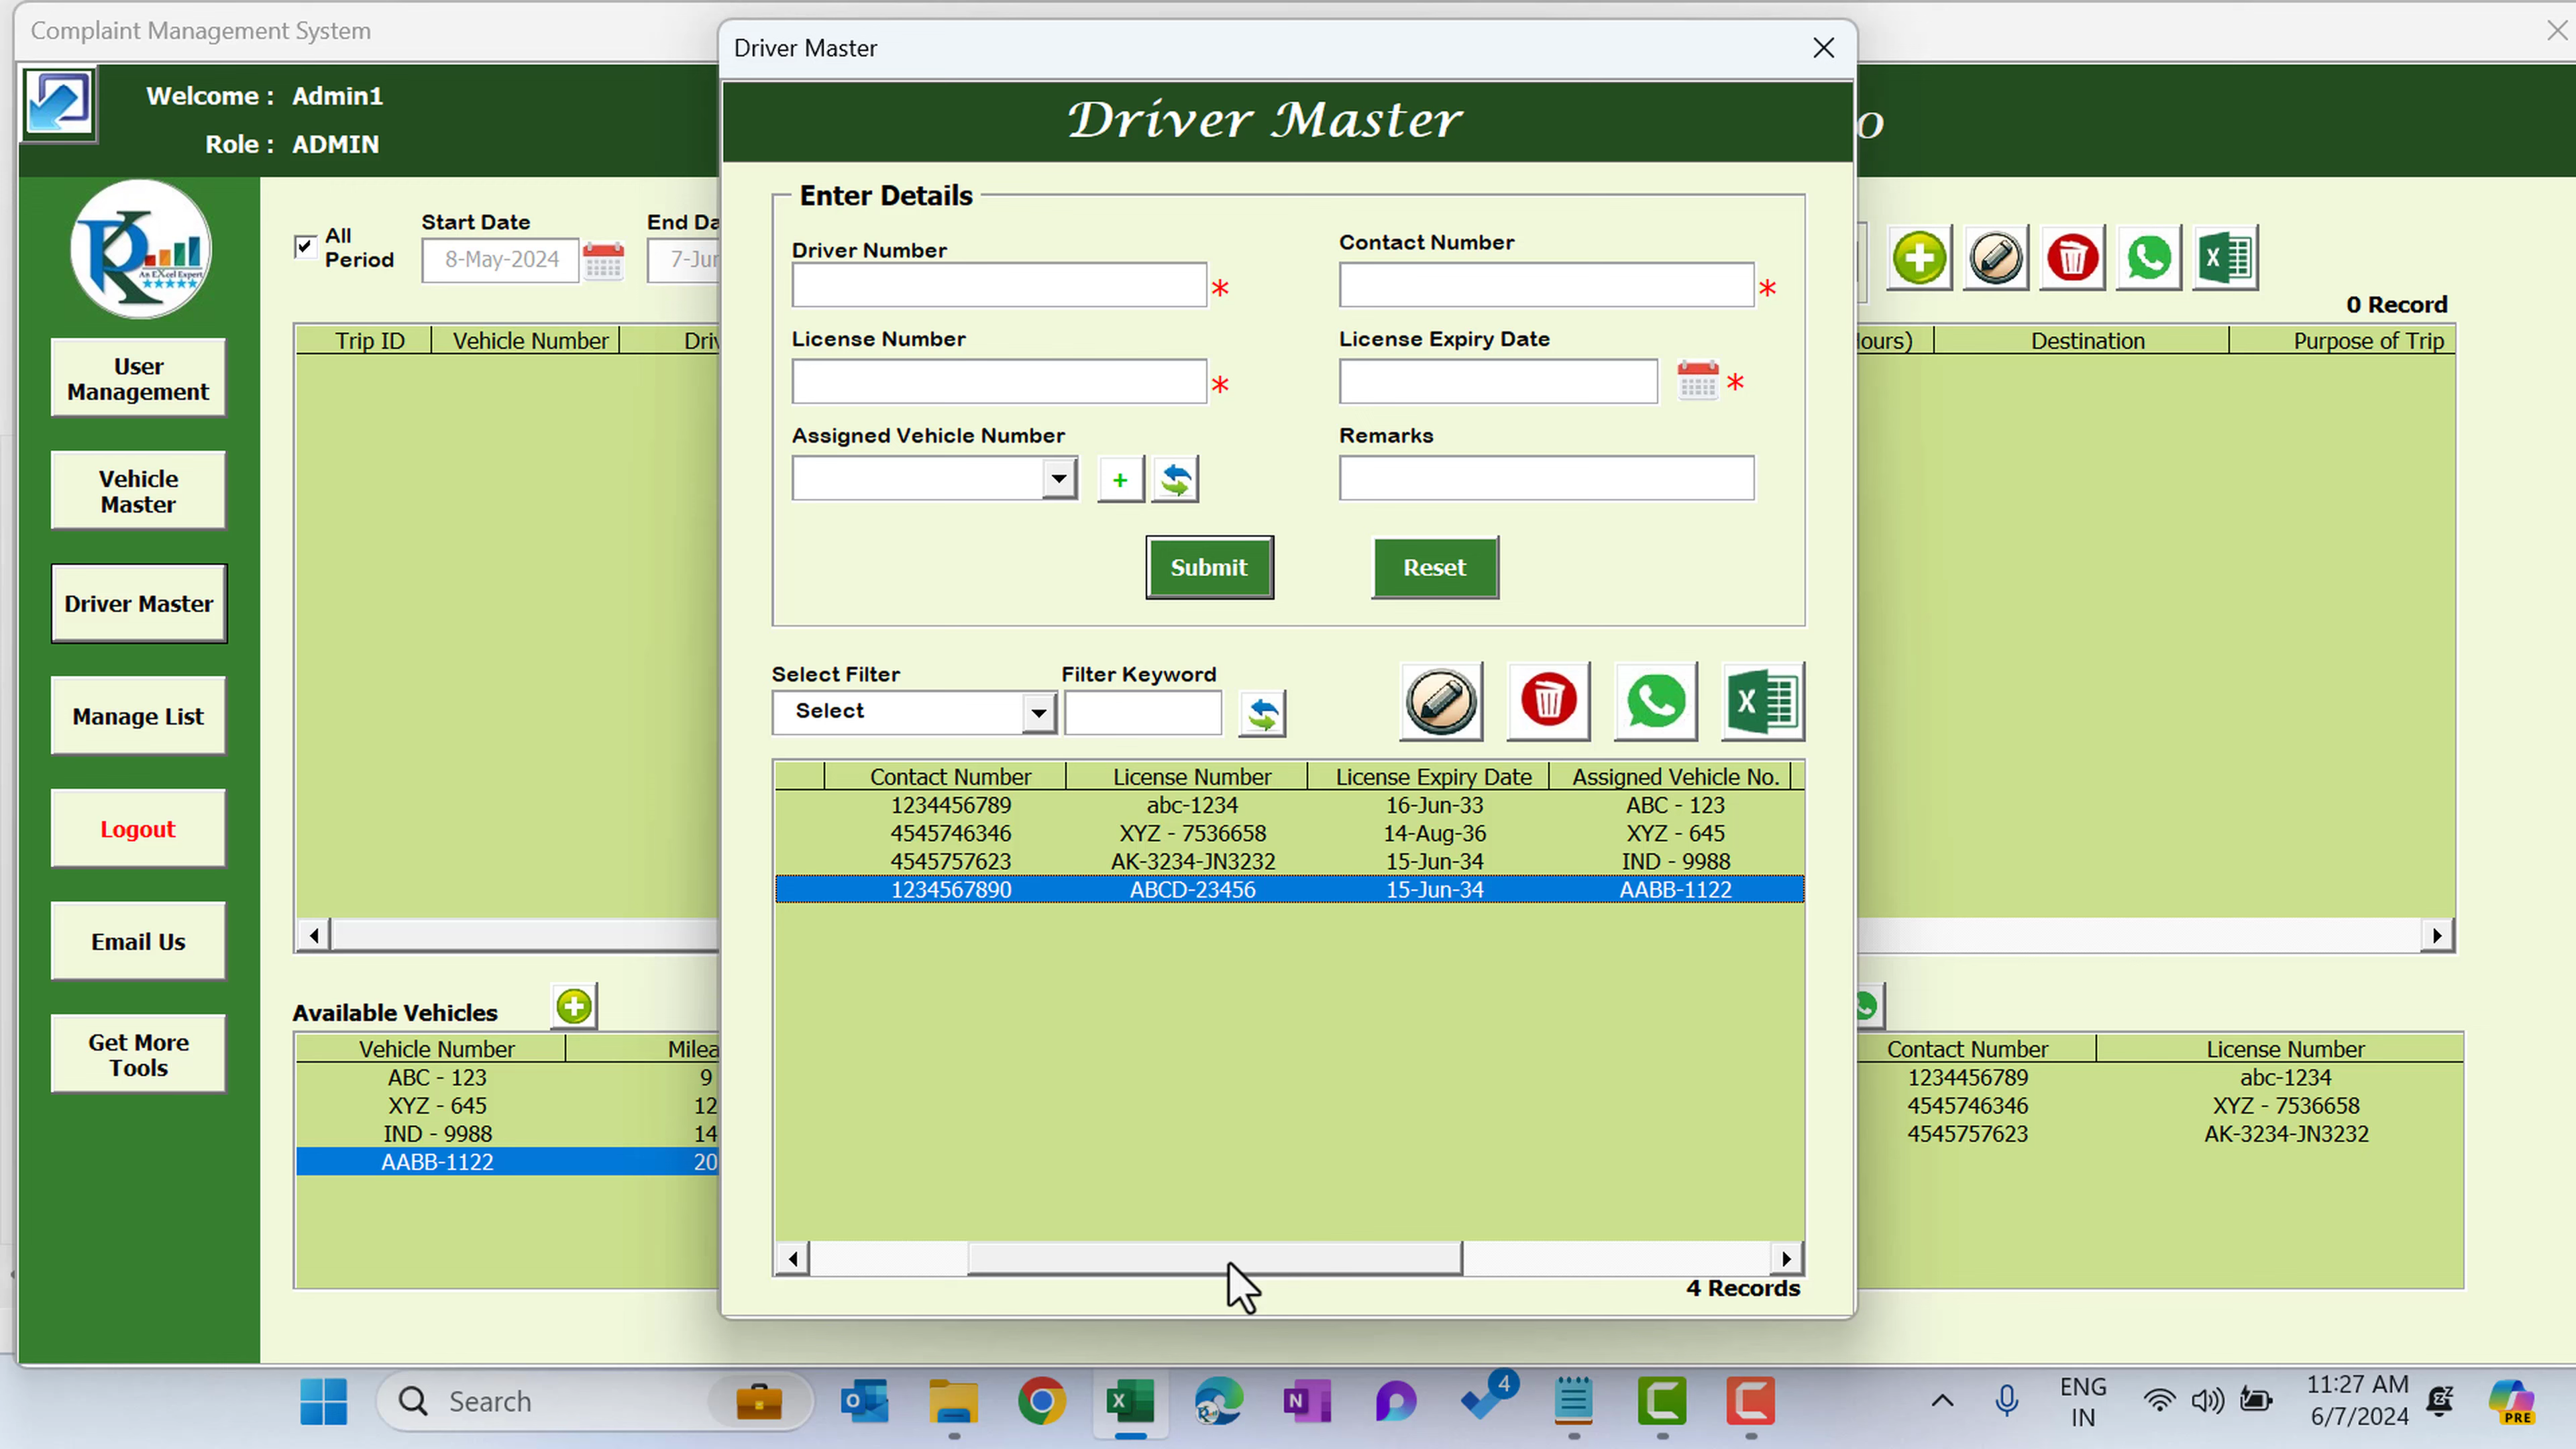 Complaint Management System
Welcome : Admin1
Role : ADMIN
An EXcel Expert
User
Management
Vehicle
Master
Driver Master
Manage List
Logout
Email Us
Get More
Tools
All
Period
Start Date
8-May-2024
Trip ID Vehicle Number
Available Vehicles
Vehicle Number
ABC - 123 9
XYZ - 645 12
IND - 9988 14
AABB-1122 20
Driver Master
Driver Master
Enter Details
Driver Number
*
Contact Number
*
License Number
*
License Expiry Date
*
Assigned Vehicle Number
+
Remarks
Submit
Reset
Select Filter
Select
Filter Keyword
Contact Number License Number License Expiry Date Assigned Vehicle No.
1234456789 abc-1234 16-Jun-33 ABC - 123
4545746346 XYZ - 7536658 14-Aug-36 XYZ - 645
4545757623 AK-3234-JN3232 15-Jun-34 IND - 9988
1234567890 ABCD-23456 15-Jun-34 AABB-1122
4 Records
0 Record
Destination Purpose of Trip
Contact Number License Number
1234456789 abc-1234
4545746346 XYZ - 7536658
4545757623 AK-3234-JN3232
Search
4
ENG
IN
11:27 AM
6/7/2024
PRE